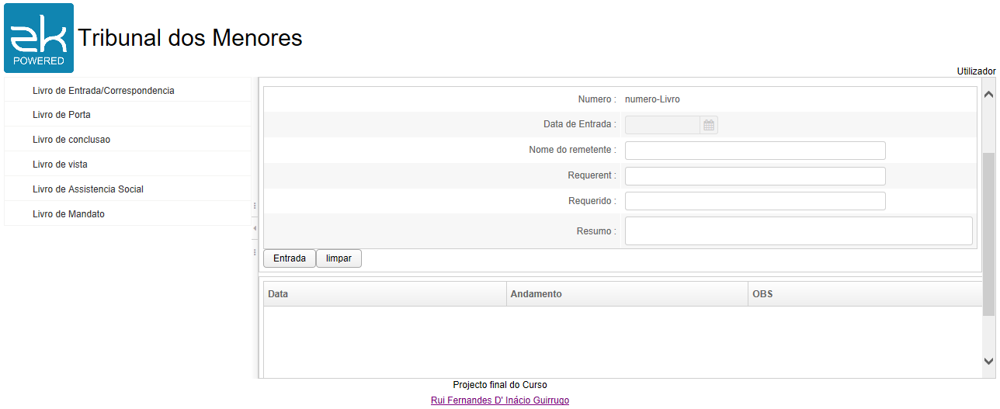 zk
POWERED
Tribunal dos Menores
Utilizador
Livro de Entrada/Correspondencia
Livro de Porta
Livro de conclusao
Livro de vista
Livro de Assistencia Social
Livro de Mandato
Numero : numero-Livro
Data de Entrada :
Nome do remetente :
Requerent :
Requerido :
Resumo :
Entrada limpar
Data Andamento OBS
Projecto final do Curso
Rui Fernandes D' Inácio Guirrugo